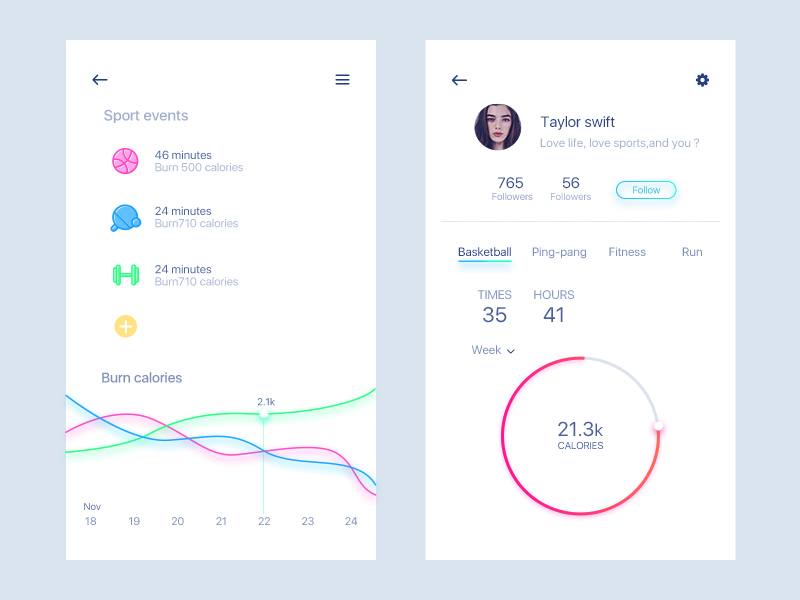 Sport events
46 minutes
Burn 500 calories
24 minutes
Burn710 calories
24 minutes
Burn710 calories
Burn calories
2.1k
Nov
18 19 20 21 22 23 24
Taylor swift
Love life, love sports,and you ?
765 56
Followers Followers
Follow
Basketball Ping-pang Fitness Run
TIMES HOURS
35 41
Week
21.3k
CALORIES